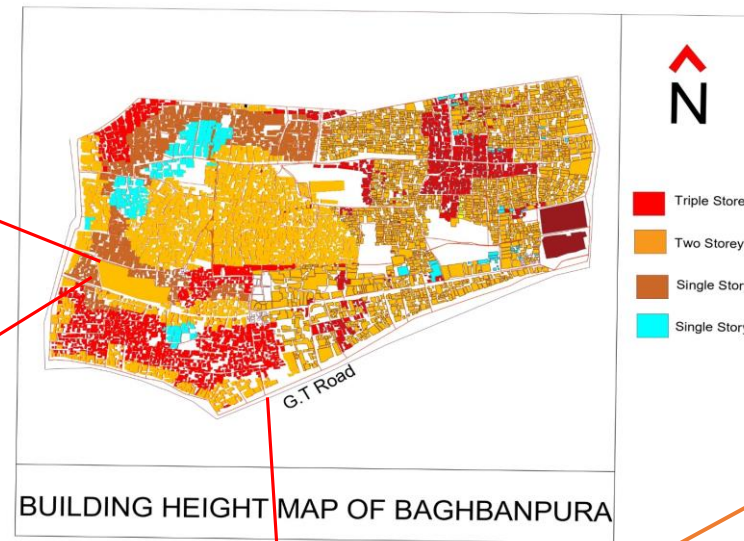 N
Triple Store
Two Storey
Single Stor
Single Story
G.T Road
BUILDING HEIGHT MAP OF BAGHBANPURA